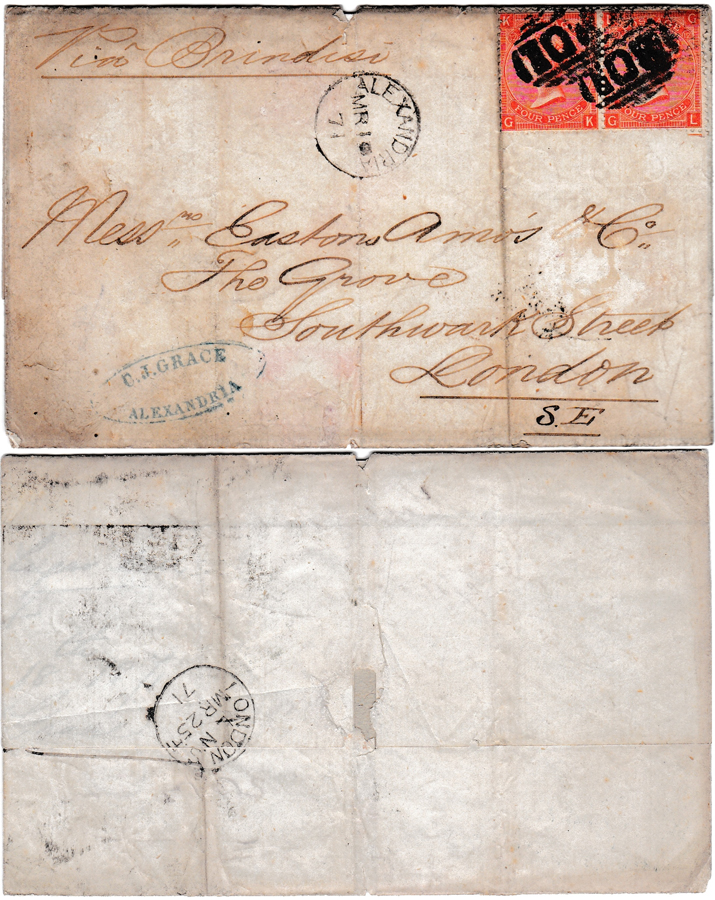 Via Brindisi
K G
FOUR PENCE FOUR PENCE
G K G L
B01 B01
ALEXANDRIA
MR 16
71
Messrs Eastons Amos & Co
The Grove
Southwark Street
London
S.E
C.J. GRACE
ALEXANDRIA
LONDON
MR 25
71